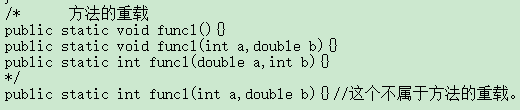 /*     方法的重载
public static void func1(){}
public static void func1(int a,double b){}
public static int func1(double a,int b){}
*/
public static int func1(int a,double b){}//这个不属于方法的重载。